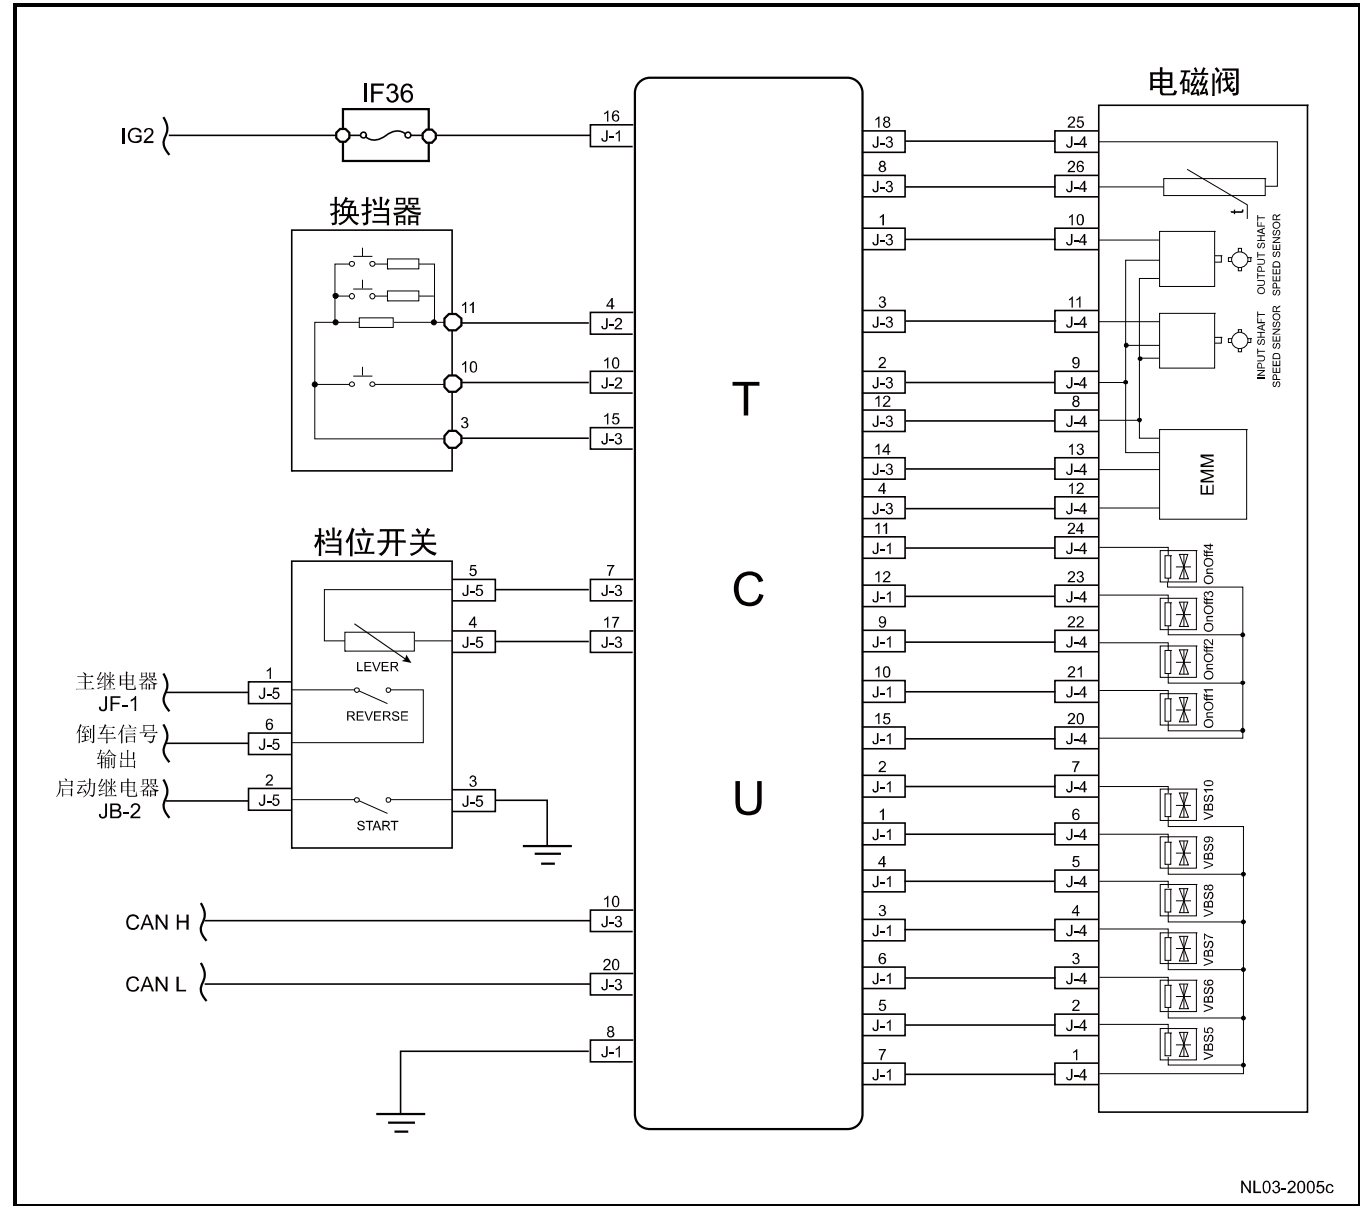 IF36
IG2
16
J-1
换挡器
11
4
J-2
10
10
J-2
3
15
J-3
档位开关
5
J-5
7
J-3
4
J-5
17
J-3
LEVER
主继电器
JF-1
1
J-5
REVERSE
倒车信号
输出
6
J-5
启动继电器
JB-2
2
J-5
START
3
J-5
CAN H
10
J-3
CAN L
20
J-3
8
J-1
T
C
U
电磁阀
18
J-3
25
J-4
8
J-3
26
J-4
t
1
J-3
10
J-4
OUTPUT SHAFT
SPEED SENSOR
3
J-3
11
J-4
INPUT SHAFT
SPEED SENSOR
2
J-3
9
J-4
12
J-3
8
J-4
14
J-3
13
J-4
4
J-3
12
J-4
EMM
11
J-1
24
J-4
OnOff4
12
J-1
23
J-4
OnOff3
9
J-1
22
J-4
OnOff2
10
J-1
21
J-4
OnOff1
15
J-1
20
J-4
2
J-1
7
J-4
VBS10
1
J-1
6
J-4
VBS9
4
J-1
5
J-4
VBS8
3
J-1
4
J-4
VBS7
6
J-1
3
J-4
VBS6
5
J-1
2
J-4
VBS5
7
J-1
1
J-4
NL03-2005c